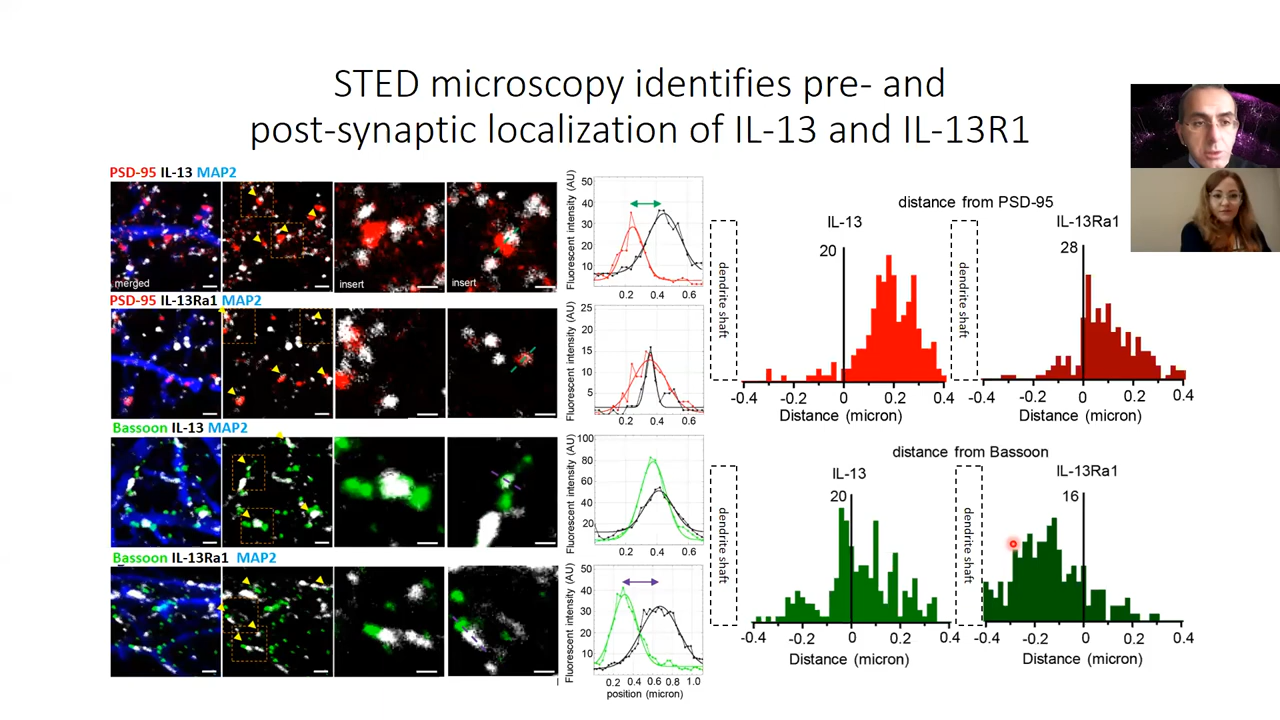 STED microscopy identifies pre- and
post-synaptic localization of IL-13 and IL-13R1
PSD-95 IL-13 MAP2
merged
insert
insert
Fluorescent intensity (AU)
50
40
30
20
10
0.2 0.4 0.6
PSD-95 IL-13Ra1 MAP2
Fluorescent intensity (AU)
25
20
15
10
5
0.2 0.4 0.6
Bassoon IL-13 MAP2
Fluorescent intensity (AU)
100
80
60
40
20
0.2 0.4 0.6
Bassoon IL-13Ra1 MAP2
Fluorescent intensity (AU)
50
40
30
20
10
0.2 0.4 0.6 0.8 1.0
position (micron)
distance from PSD-95
IL-13
20
dendrite shaft
-0.4 -0.2 0 0.2 0.4
Distance (micron)
IL-13Ra1
28
dendrite shaft
-0.4 -0.2 0 0.2 0.4
Distance (micron)
distance from Bassoon
IL-13
20
dendrite shaft
-0.4 -0.2 0 0.2 0.4
Distance (micron)
IL-13Ra1
16
dendrite shaft
-0.4 -0.2 0 0.2 0.4
Distance (micron)